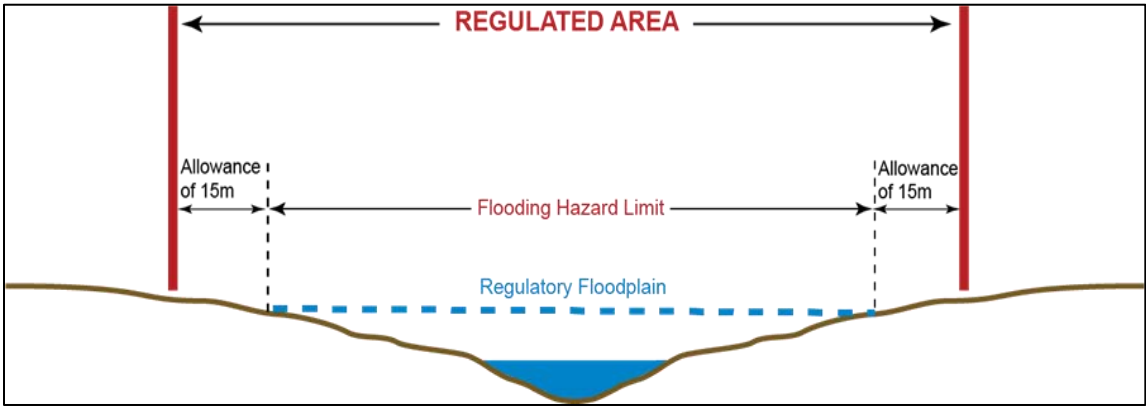 REGULATED AREA
Allowance
of 15m
Flooding Hazard Limit
Allowance
of 15m
Regulatory Floodplain